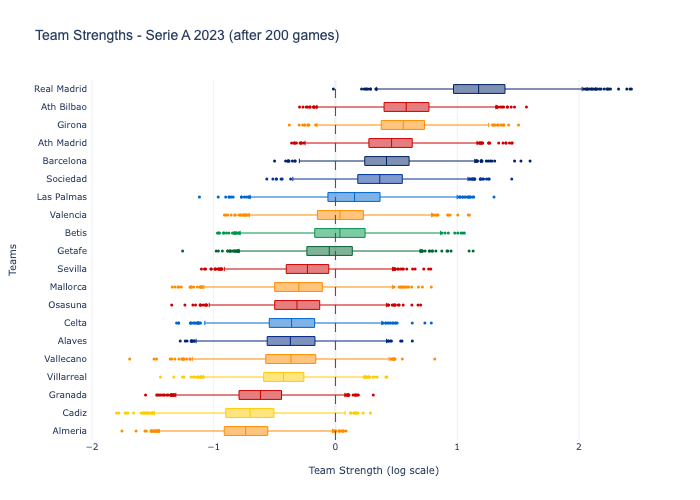 Team Strengths - Serie A 2023 (after 200 games)
Real Madrid
Ath Bilbao
Girona
Ath Madrid
Barcelona
Sociedad
Las Palmas
Valencia
Betis
Getafe
Sevilla
Mallorca
Osasuna
Celta
Alaves
Vallecano
Villarreal
Granada
Cadiz
Almeria
Teams
−2 −1 0 1 2
Team Strength (log scale)